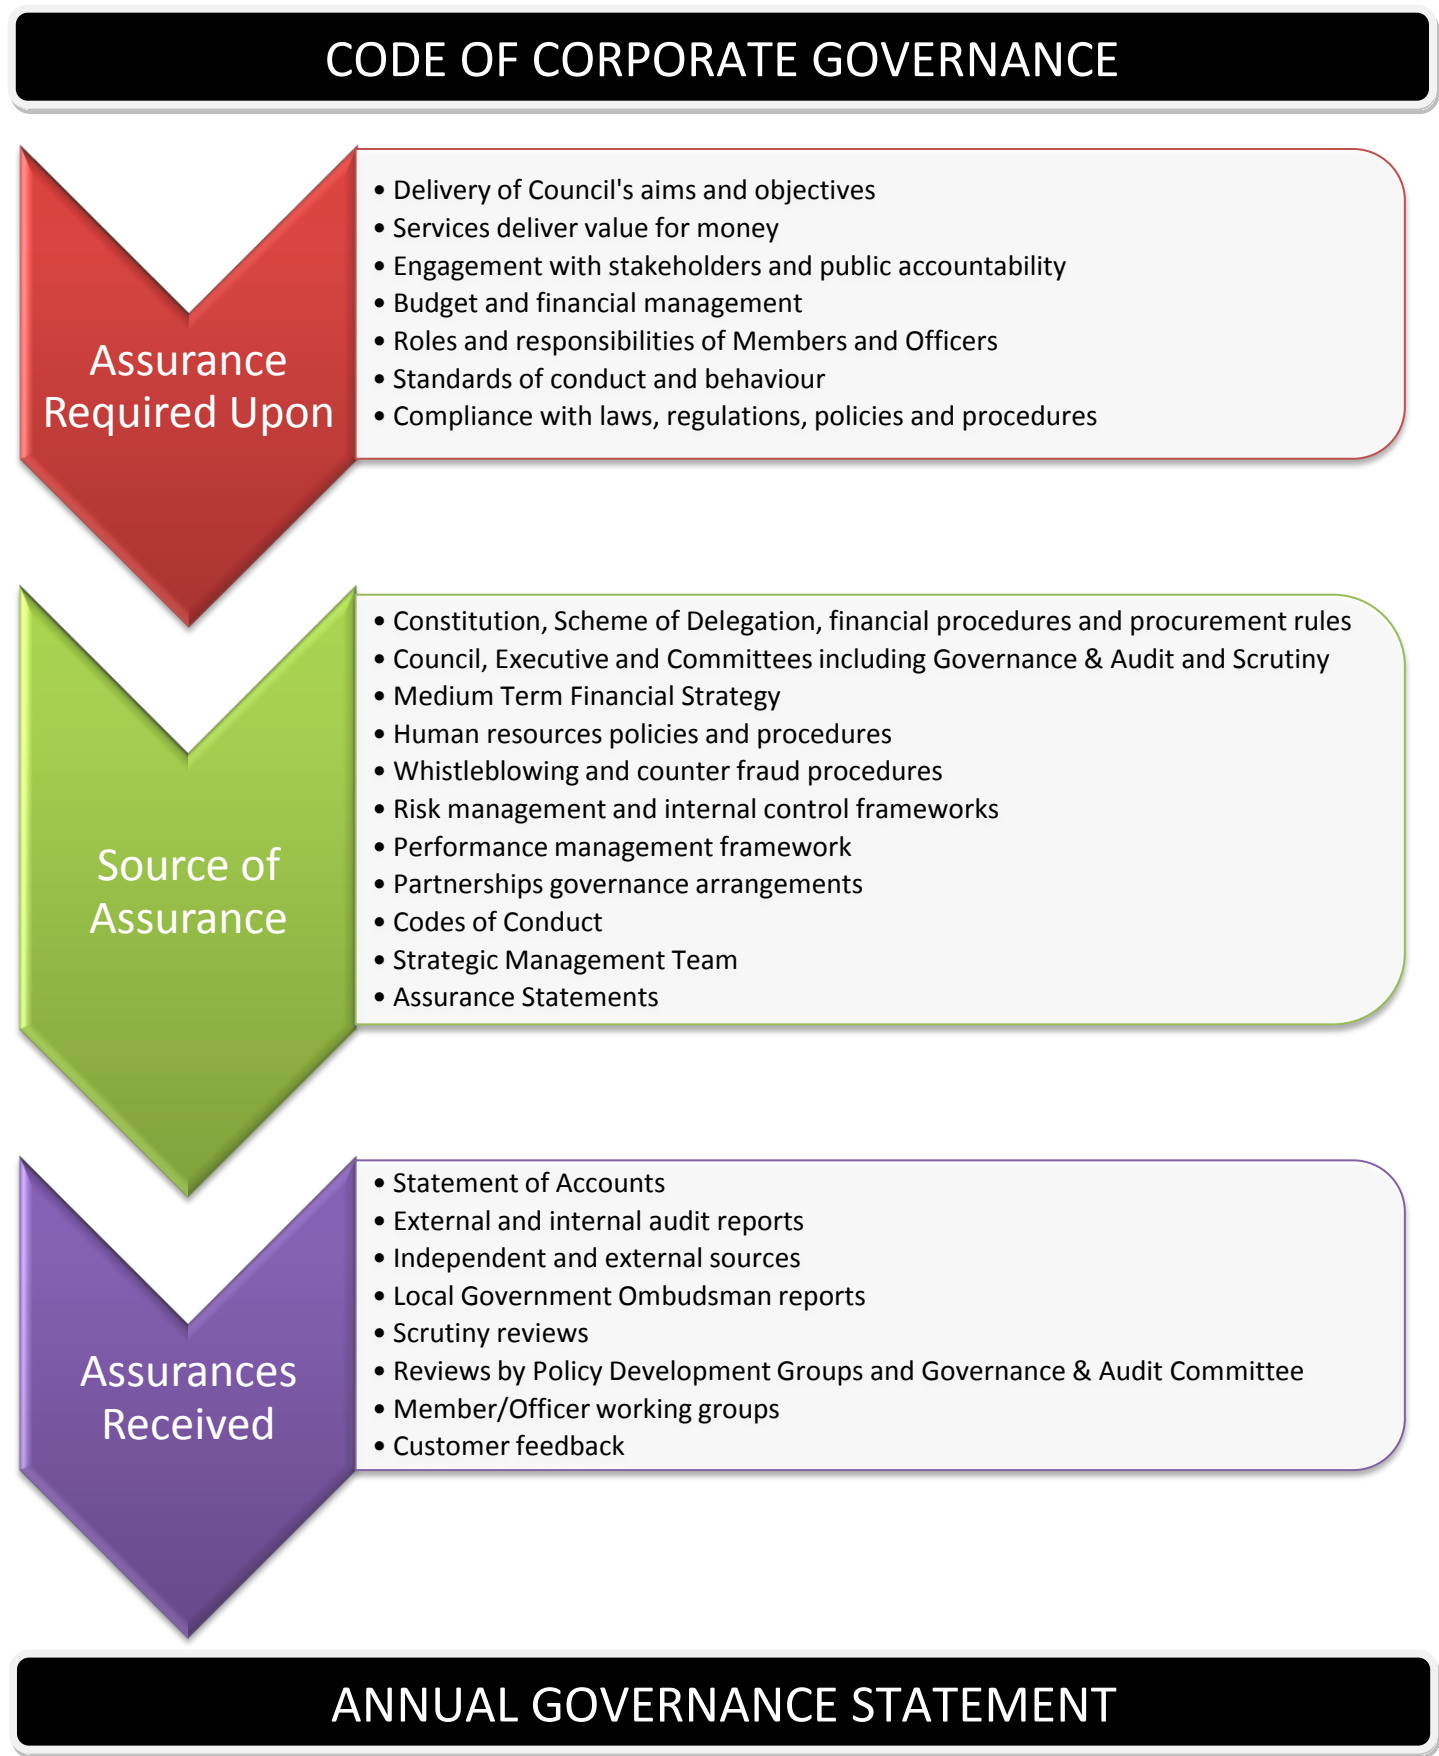 CODE OF CORPORATE GOVERNANCE
Assurance
Required Upon
• Delivery of Council's aims and objectives
• Services deliver value for money
• Engagement with stakeholders and public accountability
• Budget and financial management
• Roles and responsibilities of Members and Officers
• Standards of conduct and behaviour
• Compliance with laws, regulations, policies and procedures
Source of
Assurance
• Constitution, Scheme of Delegation, financial procedures and procurement rules
• Council, Executive and Committees including Governance & Audit and Scrutiny
• Medium Term Financial Strategy
• Human resources policies and procedures
• Whistleblowing and counter fraud procedures
• Risk management and internal control frameworks
• Performance management framework
• Partnerships governance arrangements
• Codes of Conduct
• Strategic Management Team
• Assurance Statements
Assurances
Received
• Statement of Accounts
• External and internal audit reports
• Independent and external sources
• Local Government Ombudsman reports
• Scrutiny reviews
• Reviews by Policy Development Groups and Governance & Audit Committee
• Member/Officer working groups
• Customer feedback
ANNUAL GOVERNANCE STATEMENT